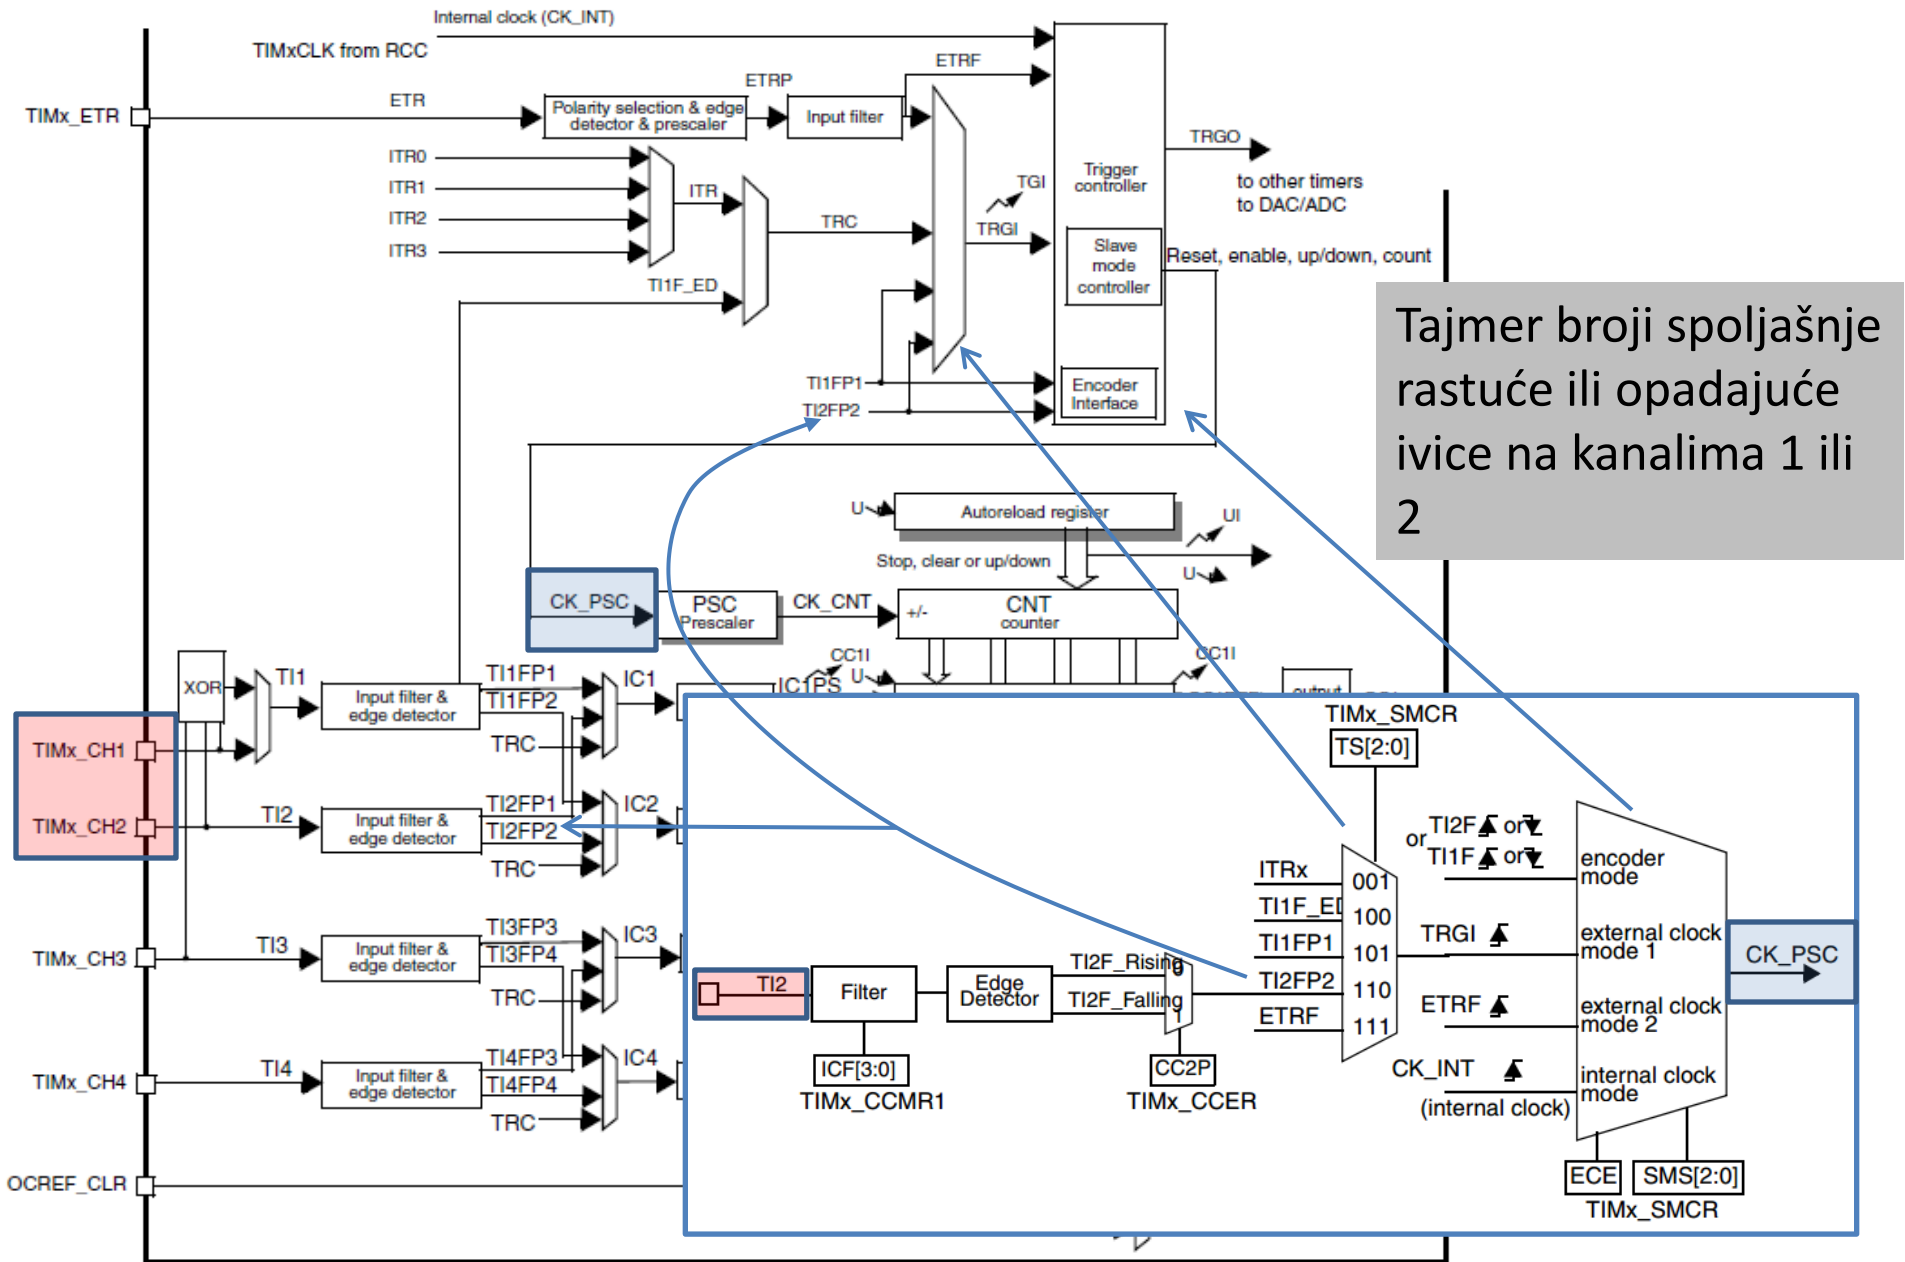 Internal clock (CK_INT)
TIMxCLK from RCC
ETRF
ETRP
TIMx_ETR
ETR
Polarity selection & edge
detector & prescaler
Input filter
TRGO
to other timers
to DAC/ADC
ITR0
ITR1
ITR2
ITR3
ITR
TRC
TI1F_ED
TGI
TRGI
Trigger
controller
Slave
mode
controller
Reset, enable, up/down, count
Tajmer broji spoljašnje
rastuće ili opadajuće
ivice na kanalima 1 ili
2
TI1FP1
TI2FP2
Encoder
Interface
U
Autoreload register
UI
Stop, clear or up/down
U
CK_PSC
PSC
Prescaler
CK_CNT
+/-
CNT
counter
CC1I
U
CC1I
XOR
TI1
Input filter &
edge detector
TI1FP1
TI1FP2
TRC
IC1
IC1PS
output
TIMx_CH1
TIMx_CH2
TI2
Input filter &
edge detector
TI2FP1
TI2FP2
TRC
IC2
TIMx_CH3
TI3
Input filter &
edge detector
TI3FP3
TI3FP4
TRC
IC3
TIMx_CH4
TI4
Input filter &
edge detector
TI4FP3
TI4FP4
TRC
IC4
OCREF_CLR
TIMx_SMCR
TS[2:0]
or TI2F or
TI1F or
encoder
mode
ITRx
001
TI1F_ED
100
TI1FP1
101
TI2FP2
110
ETRF
111
TRGI
external clock
mode 1
CK_PSC
ETRF
external clock
mode 2
CK_INT
(internal clock)
internal clock
mode
TI2
Filter
Edge
Detector
TI2F_Rising
0
TI2F_Falling
1
ICF[3:0]
TIMx_CCMR1
CC2P
TIMx_CCER
ECE
SMS[2:0]
TIMx_SMCR